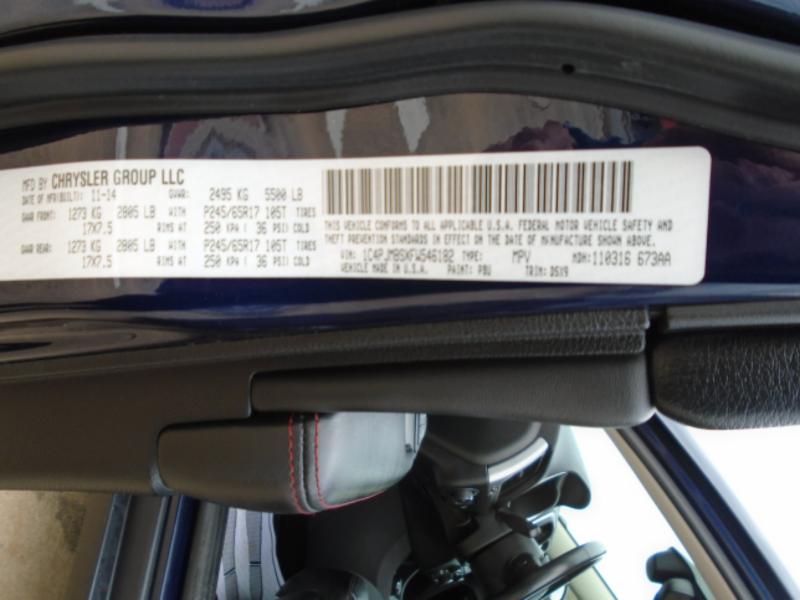 MFD BY CHRYSLER GROUP LLC
DATE OF MFR(BUILT): 11-14 GVWR: 2495 KG 5500 LB
GAWR FRONT: 1273 KG 2805 LB WITH P245/65R17 105T TIRES
17X7.5 RIMS AT 250 KPA ( 36 PSI) COLD
GAWR REAR: 1273 KG 2805 LB WITH P245/65R17 105T TIRES
17X7.5 RIMS AT 250 KPA ( 36 PSI) COLD
THIS VEHICLE CONFORMS TO ALL APPLICABLE U.S.A. FEDERAL MOTOR VEHICLE SAFETY AND
THEFT PREVENTION STANDARDS IN EFFECT ON THE DATE OF MANUFACTURE SHOWN ABOVE.
VIN: 1C4PJMBSXFW546182 TYPE: MPV MDH: 110316 673AA
VEHICLE MADE IN U.S.A. PAINT: PBU TRIM: D5X9